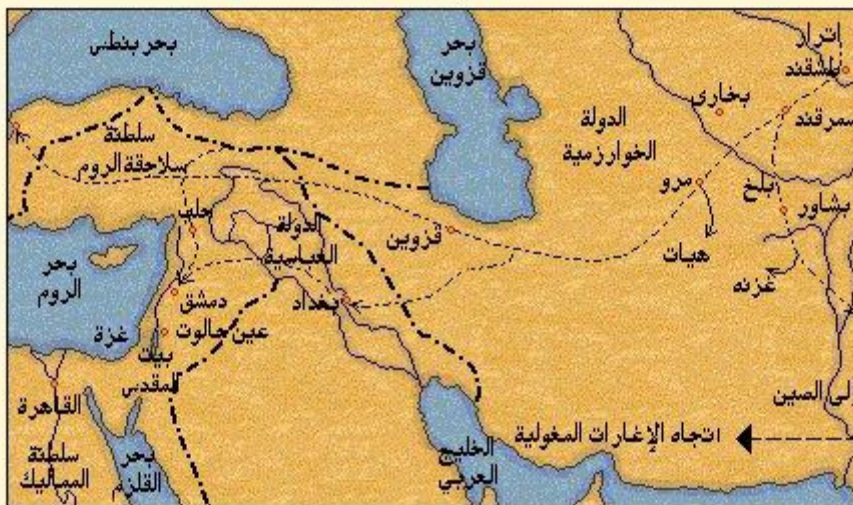 بحر بنطس
بحر
قزوين
اترار
طشقند
بخارى
سمرقند
الدولة
الخوارزمية
سلطنة
سلاجقة الروم
مرو
بلغ
بشاور
حلب
الدولة
العباسية
قزوين
هيات
غزنه
بحر
الروم
بغداد
دمشق
عين جالوت
غزة
بيت
المقدس
القاهرة
إلى الصين
اتجاه الإغارات المغولية
الخليج
العربي
بحر
القلزم
سلطنة
المماليك